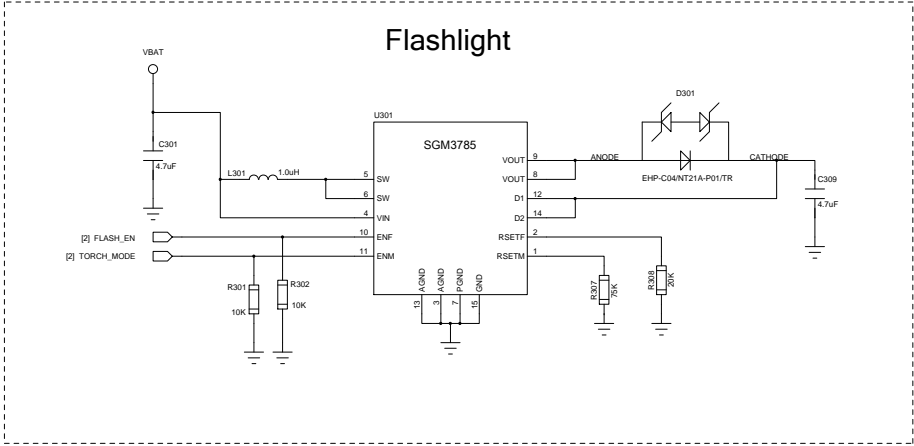 Flashlight
VBAT
D301
U301
SGM3785
C301
4.7uF
L301 1.0uH
5 SW
6 SW
4 VIN
[2] FLASH_EN 10 ENF
[2] TORCH_MODE 11 ENM
VOUT 9 ANODE CATHODE
VOUT 8 EHP-C04/NT21A-P01/TR
D1 12
D2 14
RSETF 2
RSETM 1
C309
4.7uF
R301
10K
R302
10K
AGND 13
AGND 3
PGND 7
GND 15
R307
75K
R308
20K